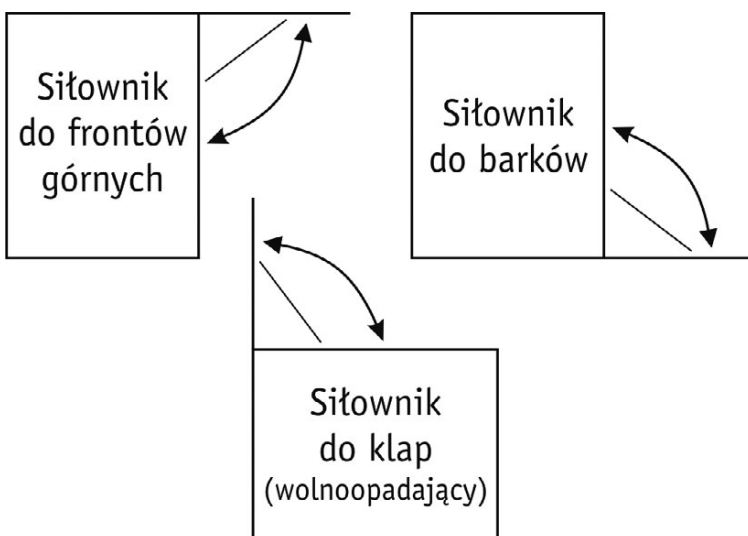 Siłownik
do frontów
górnych
Siłownik
do barków
Siłownik
do klap
(wolnoopadający)